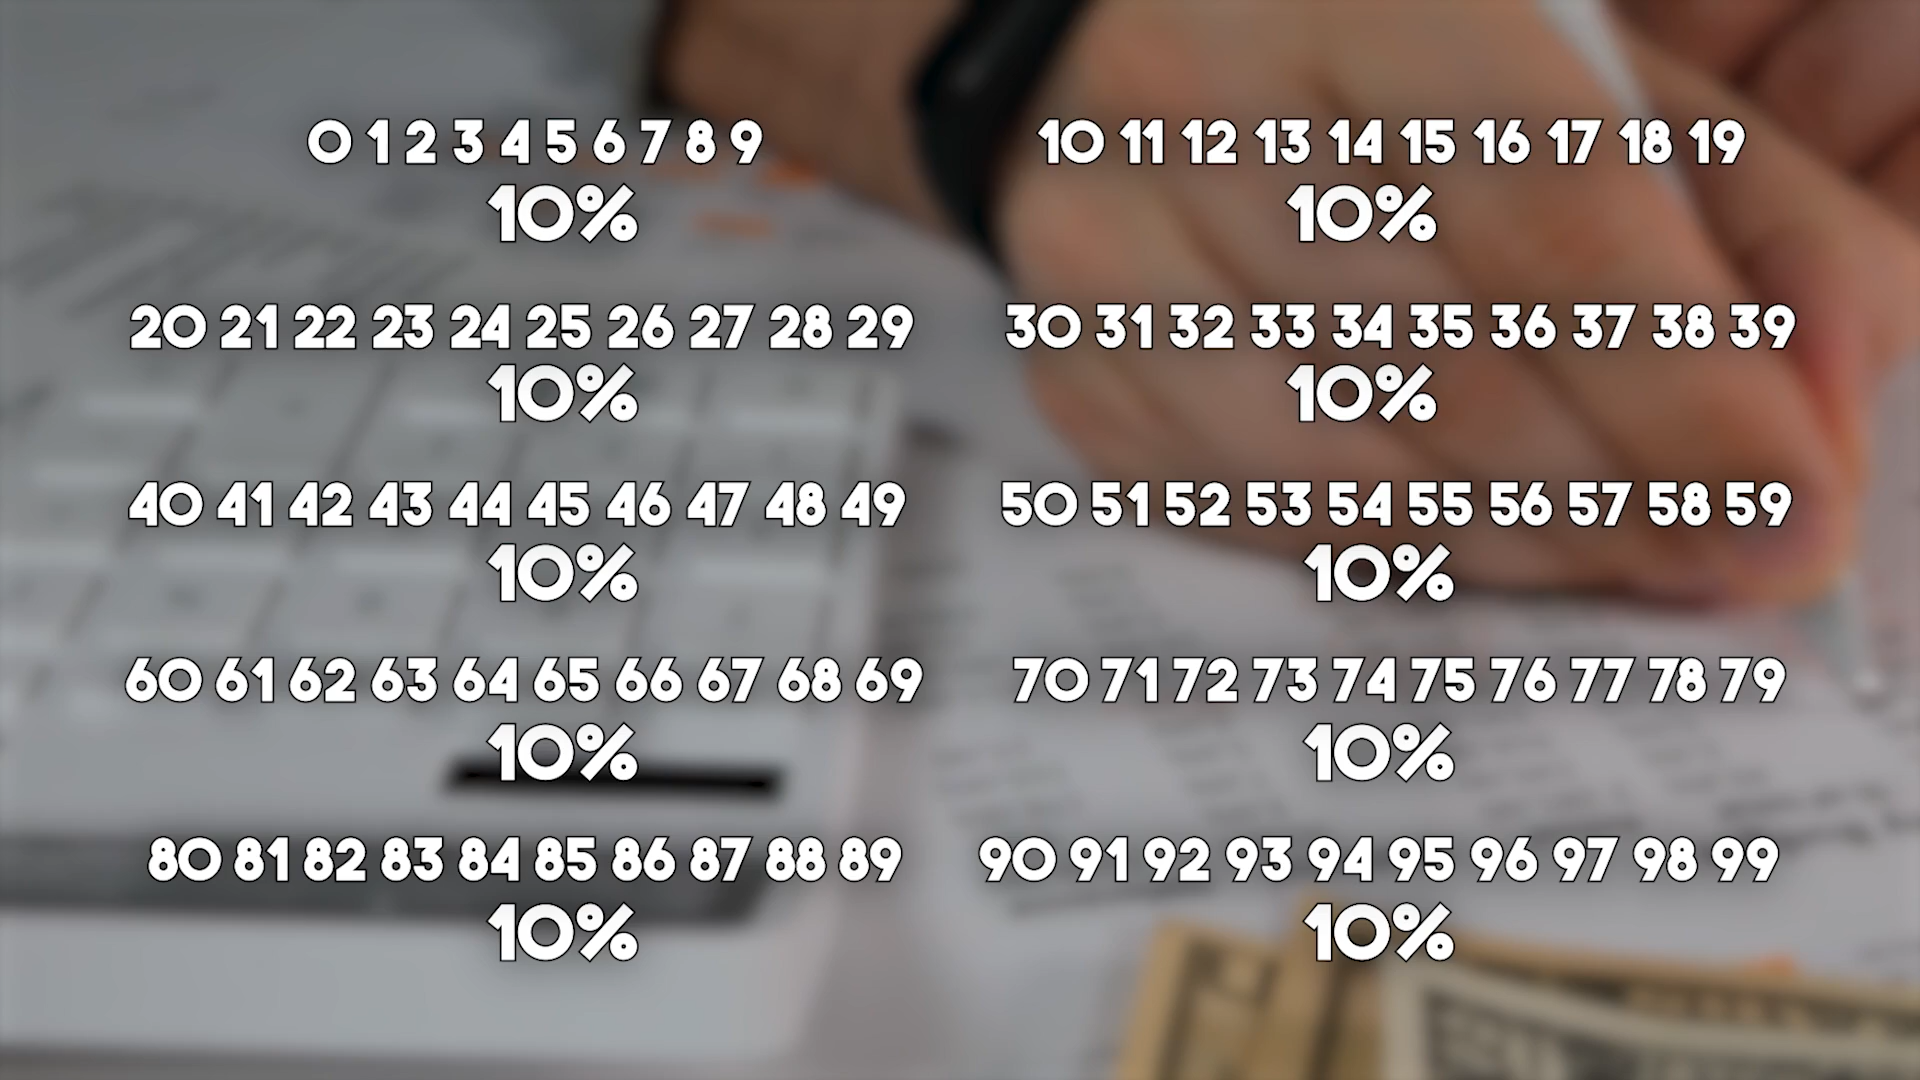 0 1 2 3 4 5 6 7 8 9
10%
10 11 12 13 14 15 16 17 18 19
10%
20 21 22 23 24 25 26 27 28 29
10%
30 31 32 33 34 35 36 37 38 39
10%
40 41 42 43 44 45 46 47 48 49
10%
50 51 52 53 54 55 56 57 58 59
10%
60 61 62 63 64 65 66 67 68 69
10%
70 71 72 73 74 75 76 77 78 79
10%
80 81 82 83 84 85 86 87 88 89
10%
90 91 92 93 94 95 96 97 98 99
10%